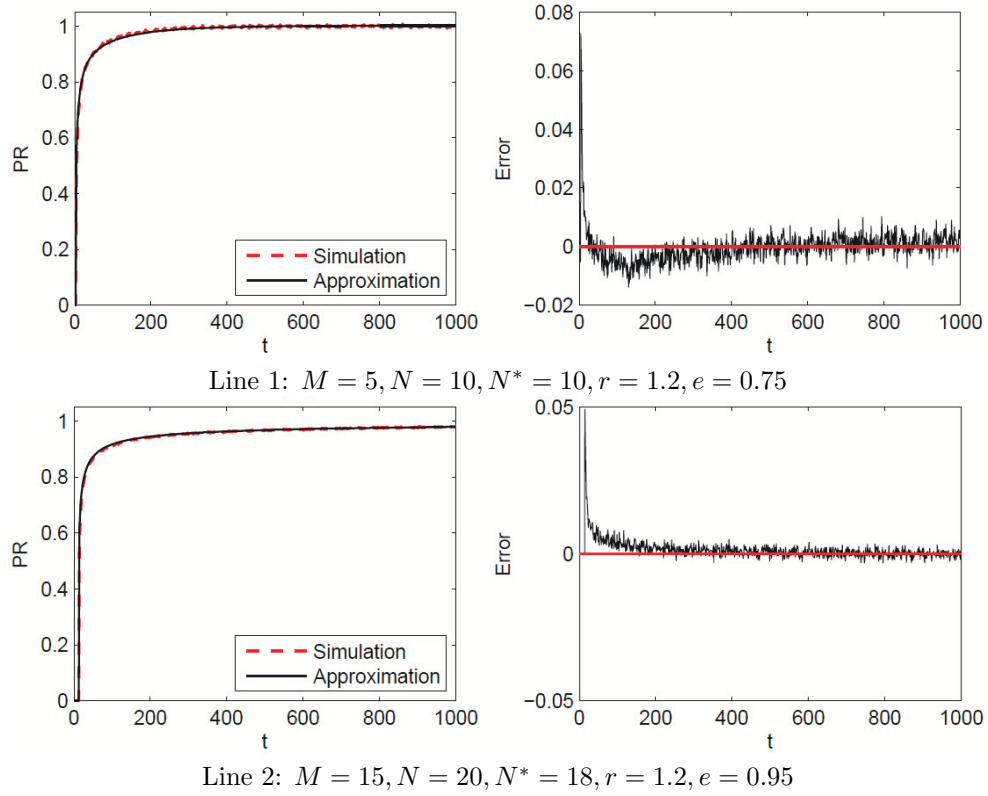 1
0.8
0.6
0.4
0.2
0
PR
0 200 400 600 800 1000
t
Simulation
Approximation
0.08
0.06
0.04
0.02
0
−0.02
Error
0 200 400 600 800 1000
t
Line 1: M = 5, N = 10, N* = 10, r = 1.2, e = 0.75
1
0.8
0.6
0.4
0.2
0
PR
0 200 400 600 800 1000
t
Simulation
Approximation
0.05
0
−0.05
Error
0 200 400 600 800 1000
t
Line 2: M = 15, N = 20, N* = 18, r = 1.2, e = 0.95